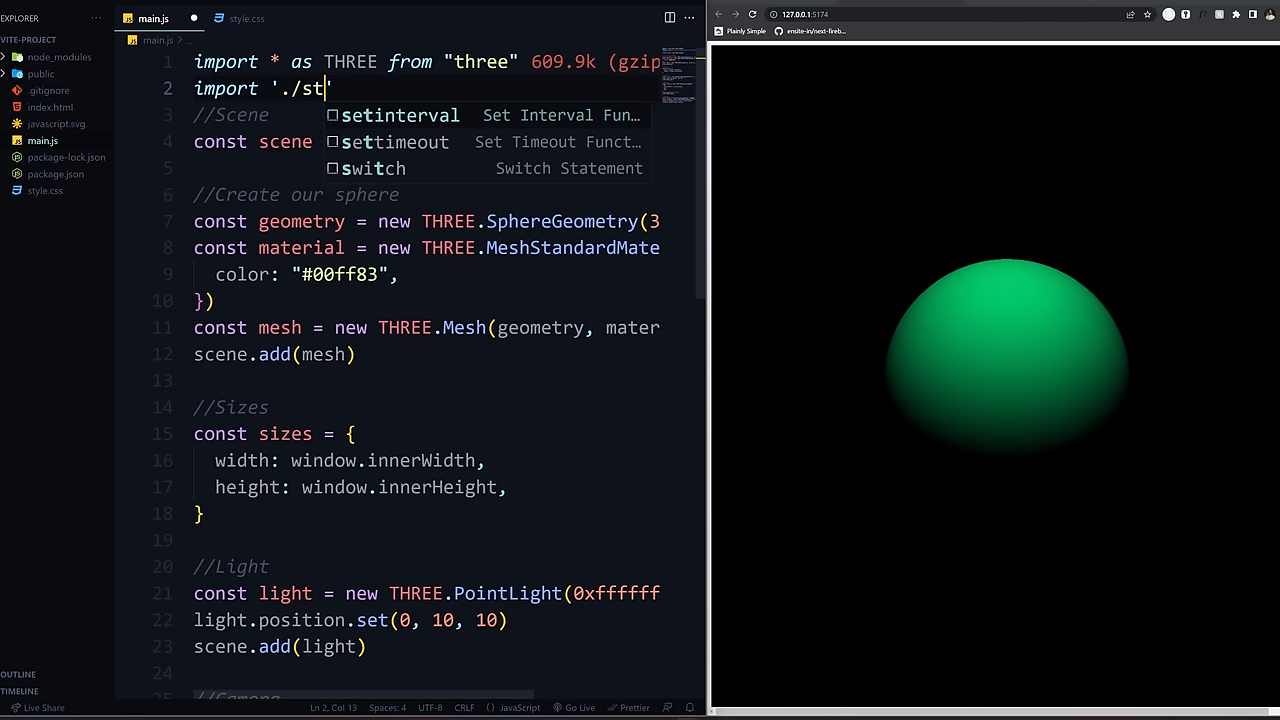 EXPLORER
VITE-PROJECT
node_modules
public
.gitignore
index.html
javascript.svg
main.js
package-lock.json
package.json
style.css
OUTLINE
TIMELINE
main.js
style.css
main.js > ...
1 import * as THREE from "three" 609.9k (gzip
2 import './st'
3 //Scene
4 const scene
5
6 //Create our sphere
7 const geometry = new THREE.SphereGeometry(3
8 const material = new THREE.MeshStandardMate
9 color: "#00ff83",
10 })
11 const mesh = new THREE.Mesh(geometry, mater
12 scene.add(mesh)
13
14 //Sizes
15 const sizes = {
16 width: window.innerWidth,
17 height: window.innerHeight,
18 }
19
20 //Light
21 const light = new THREE.PointLight(0xffffff
22 light.position.set(0, 10, 10)
23 scene.add(light)
24
25 //Camera
setinterval Set Interval Fun...
settimeout Set Timeout Funct...
switch Switch Statement
Live Share
Ln 2, Col 13 Spaces: 4 UTF-8 CRLF {} JavaScript Go Live Prettier
127.0.0.1:5174
Plainly Simple ensite-in/next-fireb...